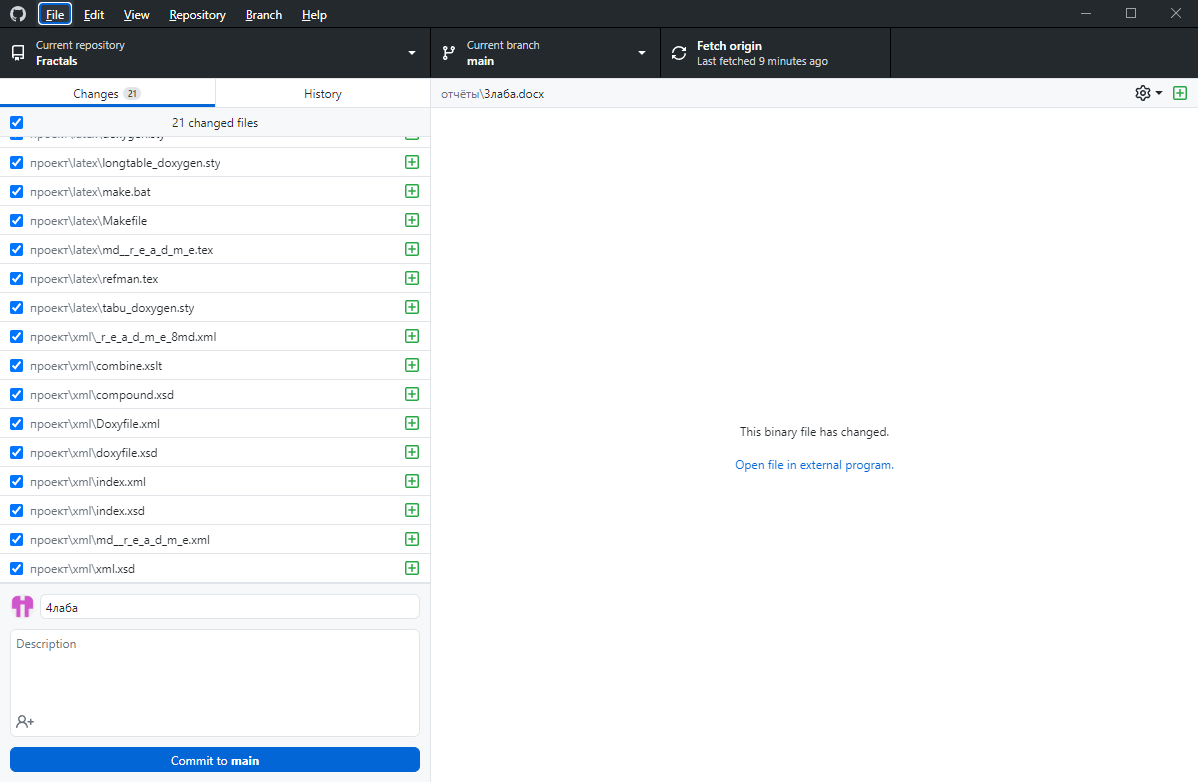 File Edit View Repository Branch Help
Current repository
Fractals
Current branch
main
Fetch origin
Last fetched 9 minutes ago
Changes 21
History
21 changed files
проект\latex\doxygen.sty
проект\latex\longtable_doxygen.sty
проект\latex\make.bat
проект\latex\Makefile
проект\latex\md__r_e_a_d_m_e.tex
проект\latex\refman.tex
проект\latex\tabu_doxygen.sty
проект\xml\_r_e_a_d_m_e_8md.xml
проект\xml\combine.xslt
проект\xml\compound.xsd
проект\xml\Doxyfile.xml
проект\xml\doxyfile.xsd
проект\xml\index.xml
проект\xml\index.xsd
проект\xml\md__r_e_a_d_m_e.xml
проект\xml\xml.xsd
4лаба
Description
Commit to main
отчёты\3лаба.docx
This binary file has changed.
Open file in external program.